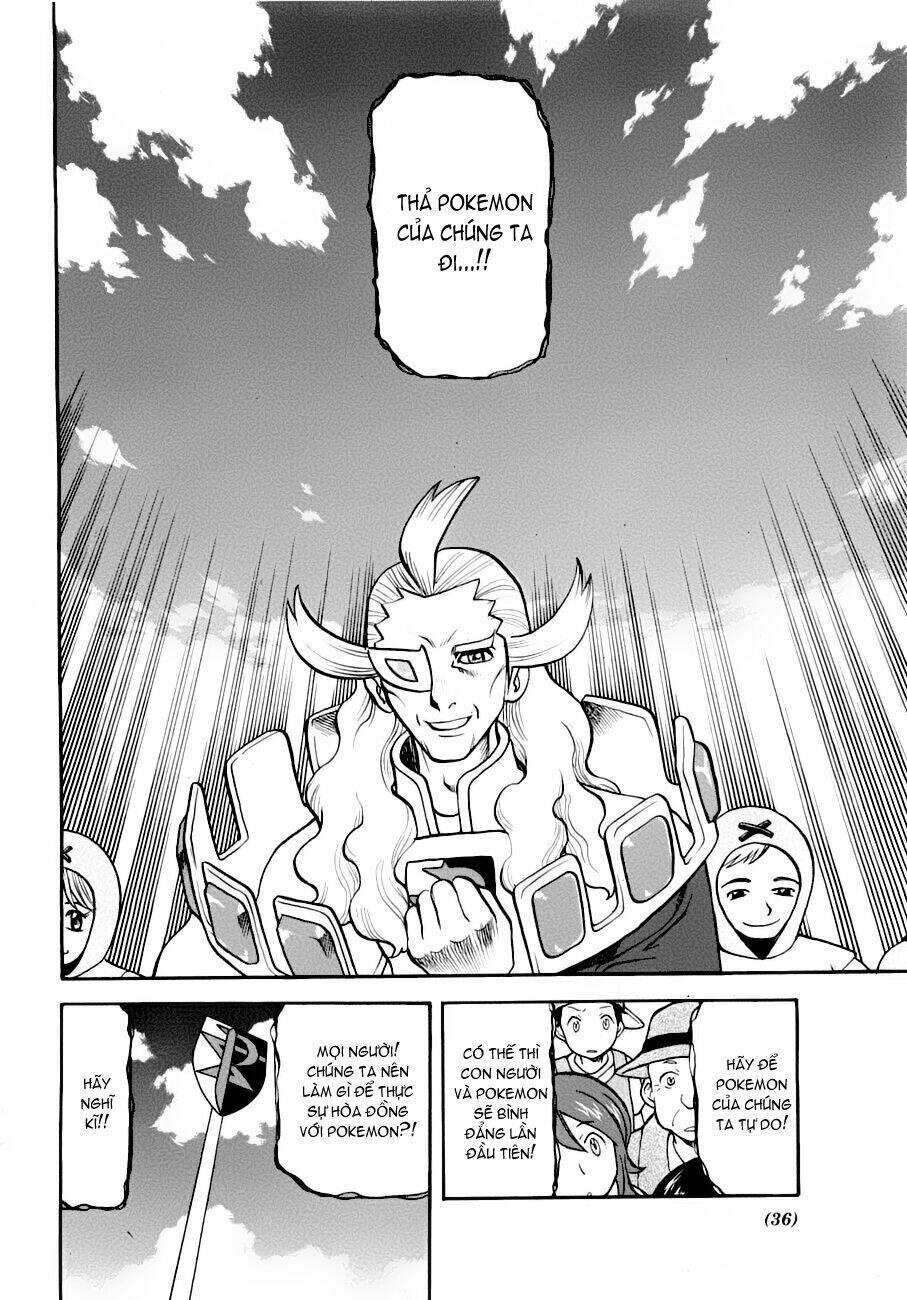 THẢ POKEMON
CỦA CHÚNG TA
ĐI...!!
HÃY ĐỂ
POKEMON
CỦA CHÚNG
TA TỰ DO!
CÓ THẾ THÌ
CON NGƯỜI
VÀ POKEMON
SẼ BÌNH
ĐẲNG LẦN
ĐẦU TIÊN!
MỌI NGƯỜI!
CHÚNG TA NÊN
LÀM GÌ ĐỂ THỰC
SỰ HÒA ĐỒNG
VỚI POKEMON?!
HÃY
NGHĨ
KĨ!!
(36)